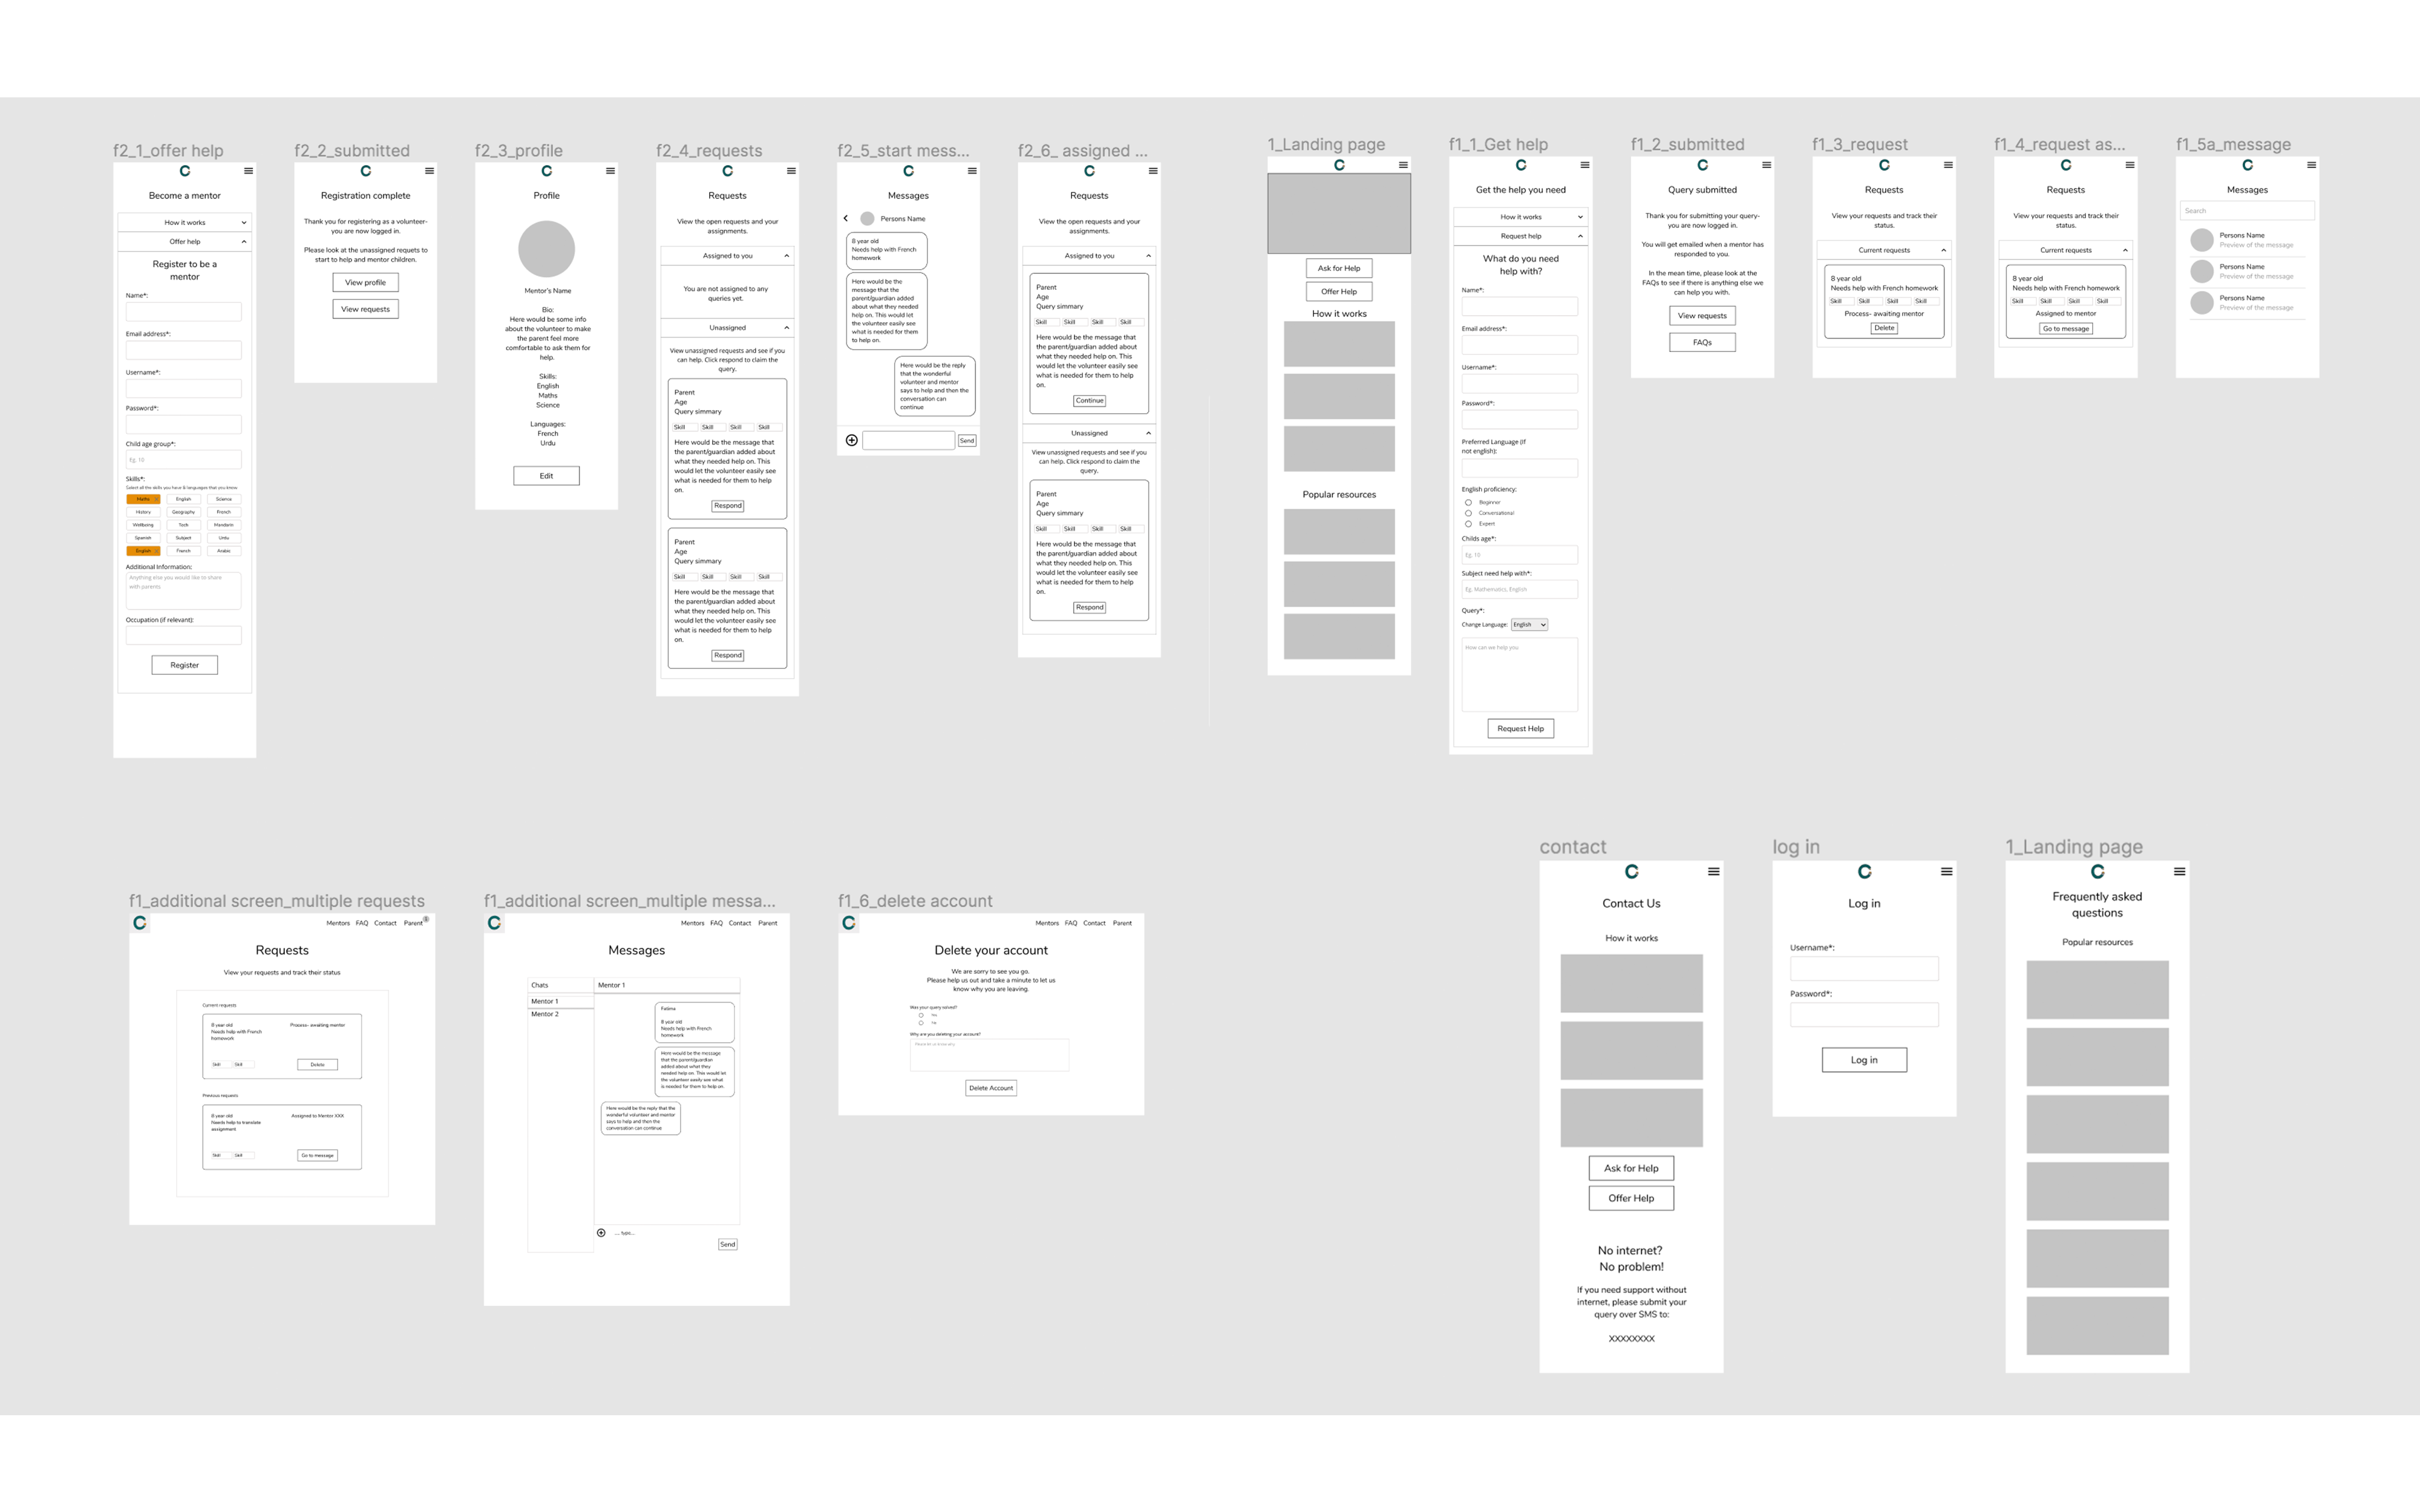 f2_1_offer help
Become a mentor
How it works
Offer help
Register to be a
mentor
Name*:
Email address*:
Username*:
Password*:
Child age group*:
Eg. 10
Skills*:
Select all the skills you have & languages that you know
Maths
English
Science
History
Geography
French
Wellbeing
Tech
Mandarin
Spanish
Subject
Urdu
English
French
Arabic
Additional Information:
Anything else you would like to share
with parents
Occupation (if relevant):
Register
f2_2_submitted
Registration complete
Thank you for registering as a volunteer-
you are now logged in.
Please look at the unassigned requets to
start to help and mentor children.
View profile
View requests
f2_3_profile
Profile
Mentor's Name
Bio:
Here would be some info
about the volunteer to make
the parent feel more
comfortable to ask them for
help.
Skills:
English
Maths
Science
Languages:
French
Urdu
Edit
f2_4_requests
Requests
View the open requests and your
assignments.
Assigned to you
You are not assigned to any
queries yet.
Unassigned
View unassigned requests and see if you
can help. Click respond to claim the
query.
Parent
Age
Query simmary
Skill Skill Skill Skill
Here would be the message that
the parent/guardian added about
what they needed help on. This
would let the volunteer easily see
what is needed for them to help
on.
Respond
Parent
Age
Query simmary
Skill Skill Skill Skill
Here would be the message that
the parent/guardian added about
what they needed help on. This
would let the volunteer easily see
what is needed for them to help
on.
Respond
f2_5_start mess...
Messages
Persons Name
8 year old
Needs help with French
homework
Here would be the
message that the
parent/guardian added
about what they needed
help on. This would let
the volunteer easily see
what is needed for them
to help on.
Here would be the reply
that the wonderful
volunteer and mentor
says to help and then the
conversation can
continue
Send
f2_6_ assigned ...
Requests
View the open requests and your
assignments.
Assigned to you
Parent
Age
Query simmary
Skill Skill Skill Skill
Here would be the message that
the parent/guardian added about
what they needed help on. This
would let the volunteer easily see
what is needed for them to help
on.
Continue
Unassigned
View unassigned requests and see if you
can help. Click respond to claim the
query.
Parent
Age
Query simmary
Skill Skill Skill Skill
Here would be the message that
the parent/guardian added about
what they needed help on. This
would let the volunteer easily see
what is needed for them to help
on.
Respond
1_Landing page
Ask for Help
Offer Help
How it works
Popular resources
f1_1_Get help
Get the help you need
How it works
Request help
What do you need
help with?
Name*:
Email address*:
Username*:
Password*:
Preferred Language (if
not english):
English proficiency:
Beginner
Conversational
Expert
Childs age*:
Eg. 10
Subject need help with*:
Eg. Mathematics, English
Query*:
Change Language: English
How can we help you
Request Help
f1_2_submitted
Query submitted
Thank you for submitting your query-
you are now logged in.
You will get emailed when a mentor has
responded to you.
In the mean time, please look at the
FAQs to see if there is anything else we
can help you with.
View requests
FAQs
f1_3_request
Requests
View your requests and track their
status.
Current requests
8 year old
Needs help with French homework
Skill Skill Skill Skill
Process- awaiting mentor
Delete
f1_4_request as...
Requests
View your requests and track their
status.
Current requests
8 year old
Needs help with French homework
Skill Skill Skill Skill
Assigned to mentor
Go to message
f1_5a_message
Messages
Search
Persons Name
Preview of the message
Persons Name
Preview of the message
Persons Name
Preview of the message
f1_additional screen_multiple requests
Mentors FAQ Contact Parent
Requests
View your requests and track their status
Current requests
8 year old
Needs help with French
homework
Process- awaiting mentor
Skill Skill
Delete
Previous requests
8 year old
Needs help to translate
assignment
Assigned to Mentor XXX
Skill Skill
Go to message
f1_additional screen_multiple messa...
Mentors FAQ Contact Parent
Messages
Chats
Mentor 1
Mentor 1
Mentor 2
Fatima
8 year old
Needs help with French
homework
Here would be the message
that the parent/guardian
added about what they
needed help on. This would let
the volunteer easily see what
is needed for them to help on.
Here would be the reply that the
wonderful volunteer and mentor
says to help and then the
conversation can continue
... type...
Send
f1_6_delete account
Mentors FAQ Contact Parent
Delete your account
We are sorry to see you go.
Please help us out and take a minute to let us
know why you are leaving.
Was your query solved?
Yes
No
Why are you deleting your account?
Delete Account
contact
Contact Us
How it works
Ask for Help
Offer Help
No internet?
No problem!
If you need support without
internet, please submit your
query over SMS to:
XXXXXXXX
log in
Log in
Username*:
Password*:
Log in
1_Landing page
Frequently asked
questions
Popular resources